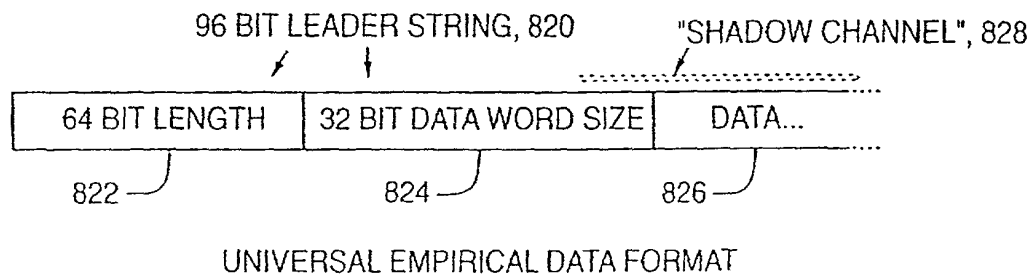 96 BIT LEADER STRING, 820
"SHADOW CHANNEL", 828
64 BIT LENGTH
32 BIT DATA WORD SIZE
DATA...
822
824
826
UNIVERSAL EMPIRICAL DATA FORMAT